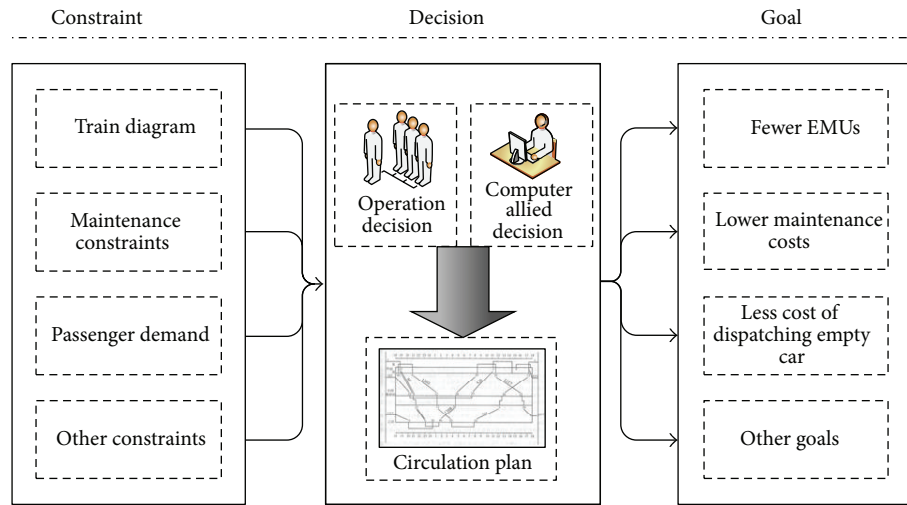 Constraint
Decision
Goal
Train diagram
Maintenance
constraints
Passenger demand
Other constraints
Operation
decision
Computer
allied
decision
Circulation plan
Fewer EMUs
Lower maintenance
costs
Less cost of
dispatching empty
car
Other goals